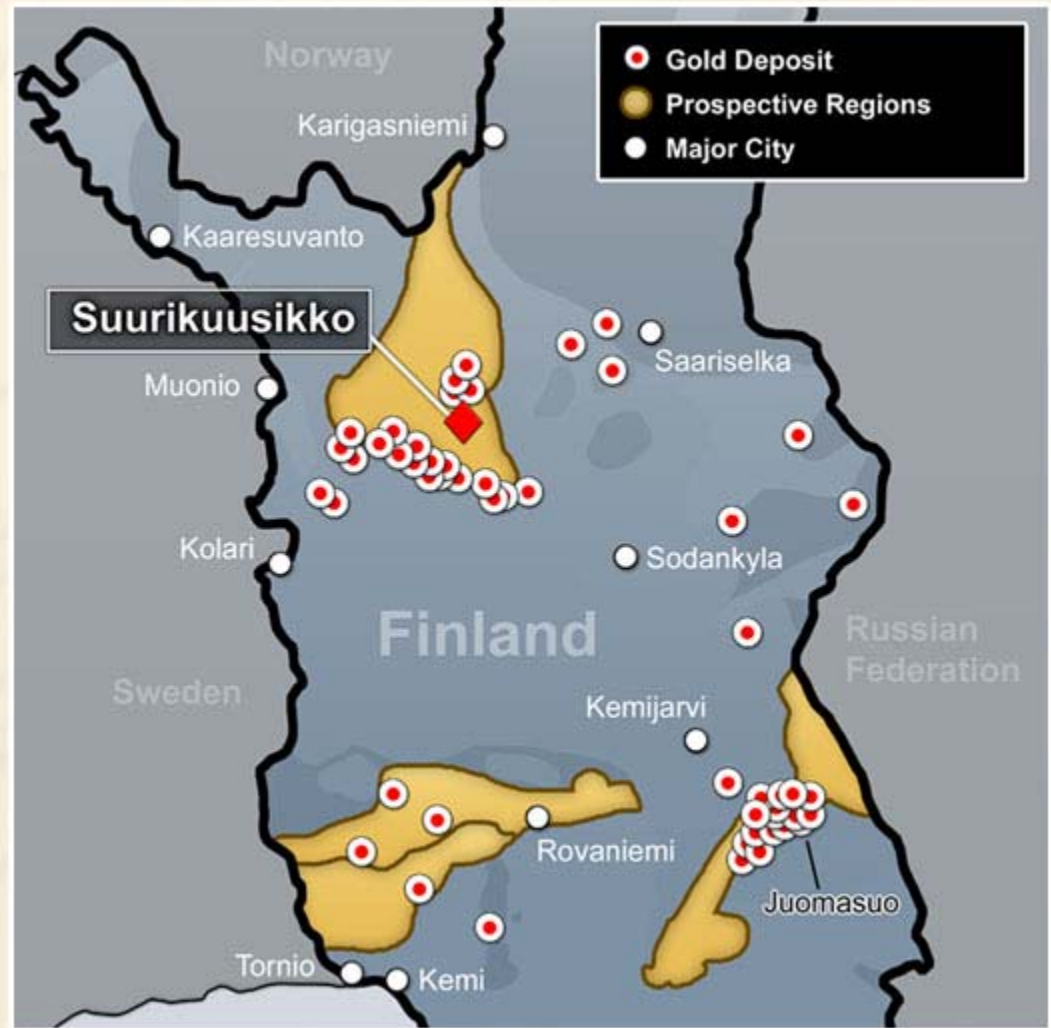 Norway
Gold Deposit
Prospective Regions
Major City
Karigasniemi
Kaaresuvanto
Suurikuusikko
Saariselka
Muonio
Kolari
Sodankyla
Finland
Russian
Federation
Sweden
Kemijarvi
Rovaniemi
Juomasuo
Tornio
Kemi